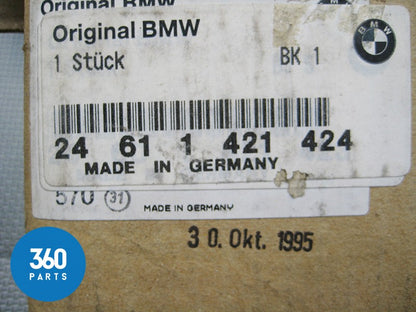 Original BMW
Original BMW
1 Stück BK 1
BMW
24 61 1 421 424
MADE IN GERMANY
570 (31)
MADE IN GERMANY
30. Okt. 1995
360
PARTS